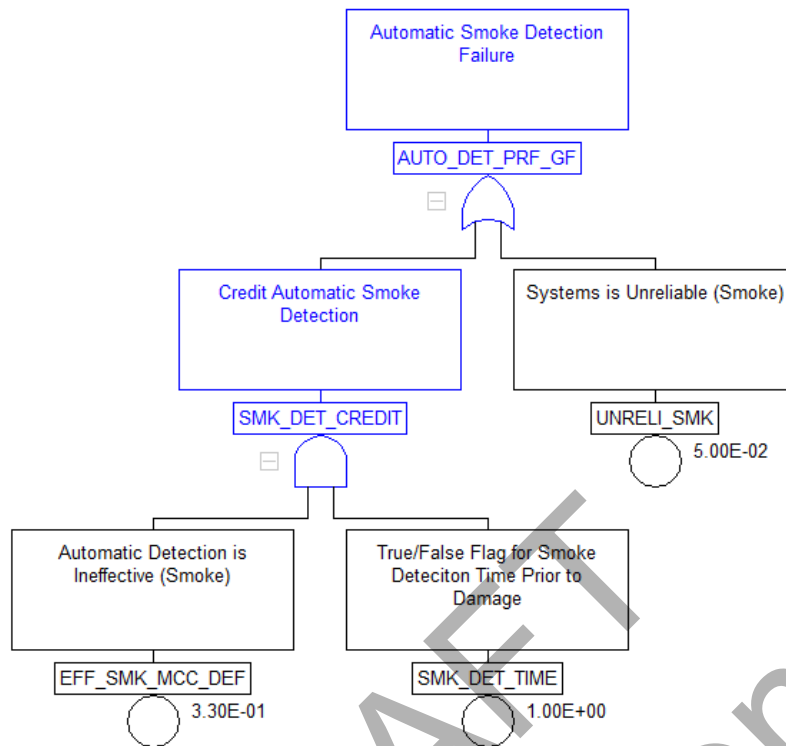 Automatic Smoke Detection
Failure
AUTO_DET_PRF_GF
Credit Automatic Smoke
Detection
Systems is Unreliable (Smoke)
SMK_DET_CREDIT
UNRELI_SMK
5.00E-02
Automatic Detection is
Ineffective (Smoke)
True/False Flag for Smoke
Deteciton Time Prior to
Damage
EFF_SMK_MCC_DEF
SMK_DET_TIME
3.30E-01
1.00E+00